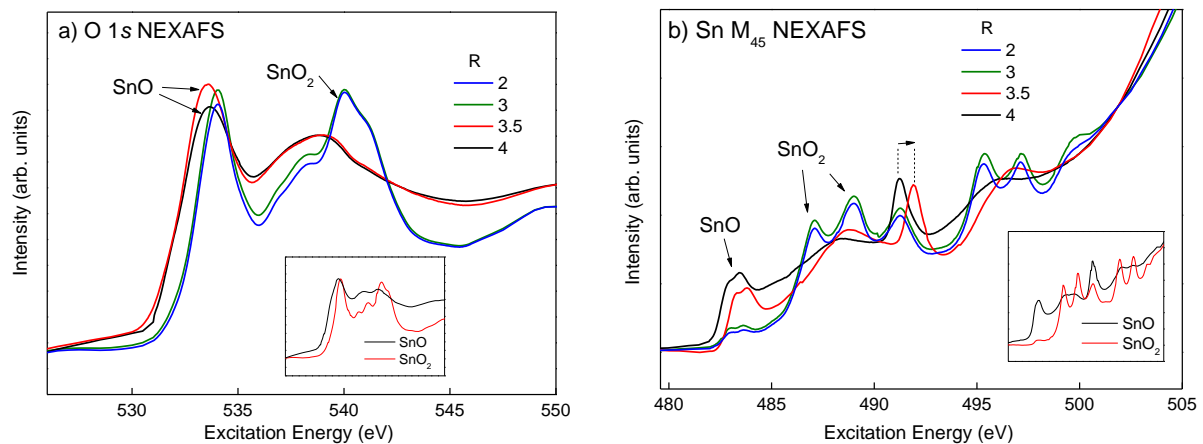 a) O 1s NEXAFS
SnO
SnO₂
R
2
3
3.5
4
Intensity (arb. units)
SnO
SnO₂
530 535 540 545 550
Excitation Energy (eV)
b) Sn M₄₅ NEXAFS
R
2
3
3.5
4
SnO₂
SnO
Intensity (arb. units)
SnO
SnO₂
480 485 490 495 500 505
Excitation Energy (eV)